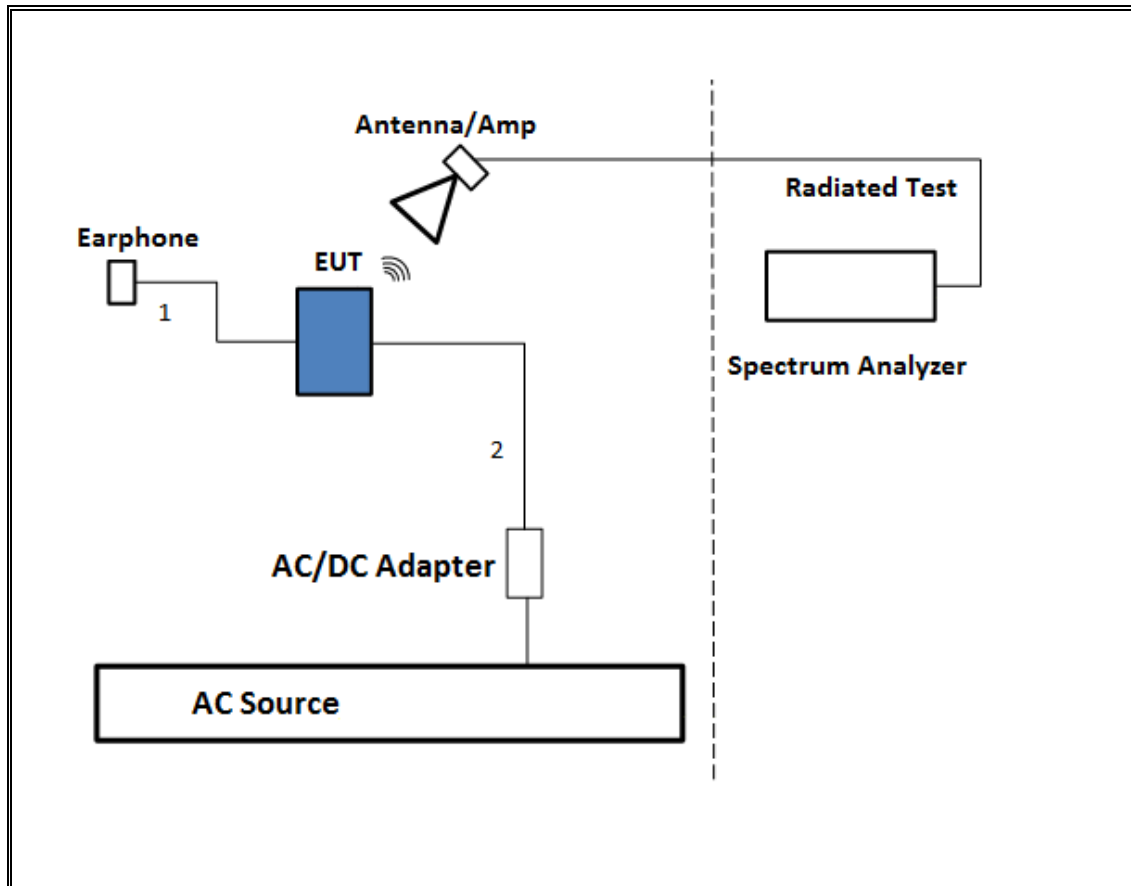 Antenna/Amp
Radiated Test
Earphone
EUT
1
Spectrum Analyzer
2
AC/DC Adapter
AC Source